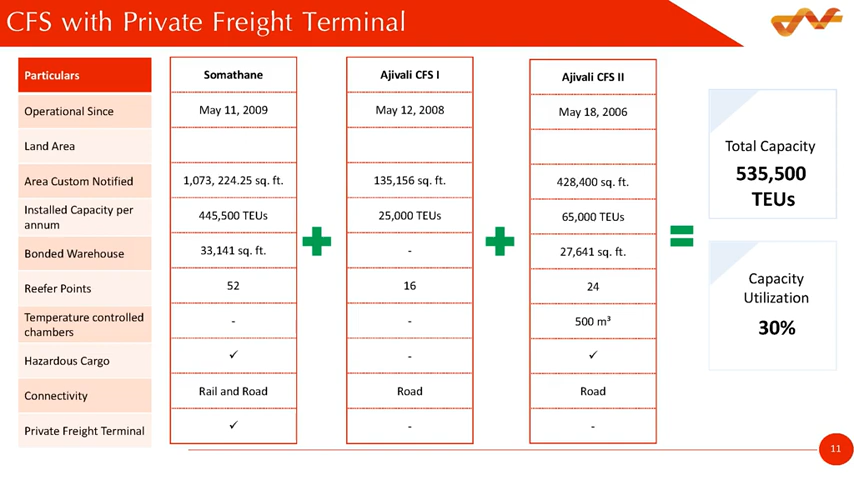 CFS with Private Freight Terminal
Particulars Somathane Ajivali CFS I Ajivali CFS II
Operational Since May 11, 2009 May 12, 2008 May 18, 2006
Land Area
Area Custom Notified 1,073, 224.25 sq. ft. 135,156 sq. ft. 428,400 sq. ft.
Installed Capacity per
annum 445,500 TEUs 25,000 TEUs 65,000 TEUs
Bonded Warehouse 33,141 sq. ft. - 27,641 sq. ft.
Reefer Points 52 16 24
Temperature controlled
chambers - - 500 m³
Hazardous Cargo ✓ - ✓
Connectivity Rail and Road Road Road
Private Freight Terminal ✓ - -
Total Capacity
535,500
TEUs
Capacity
Utilization
30%
11